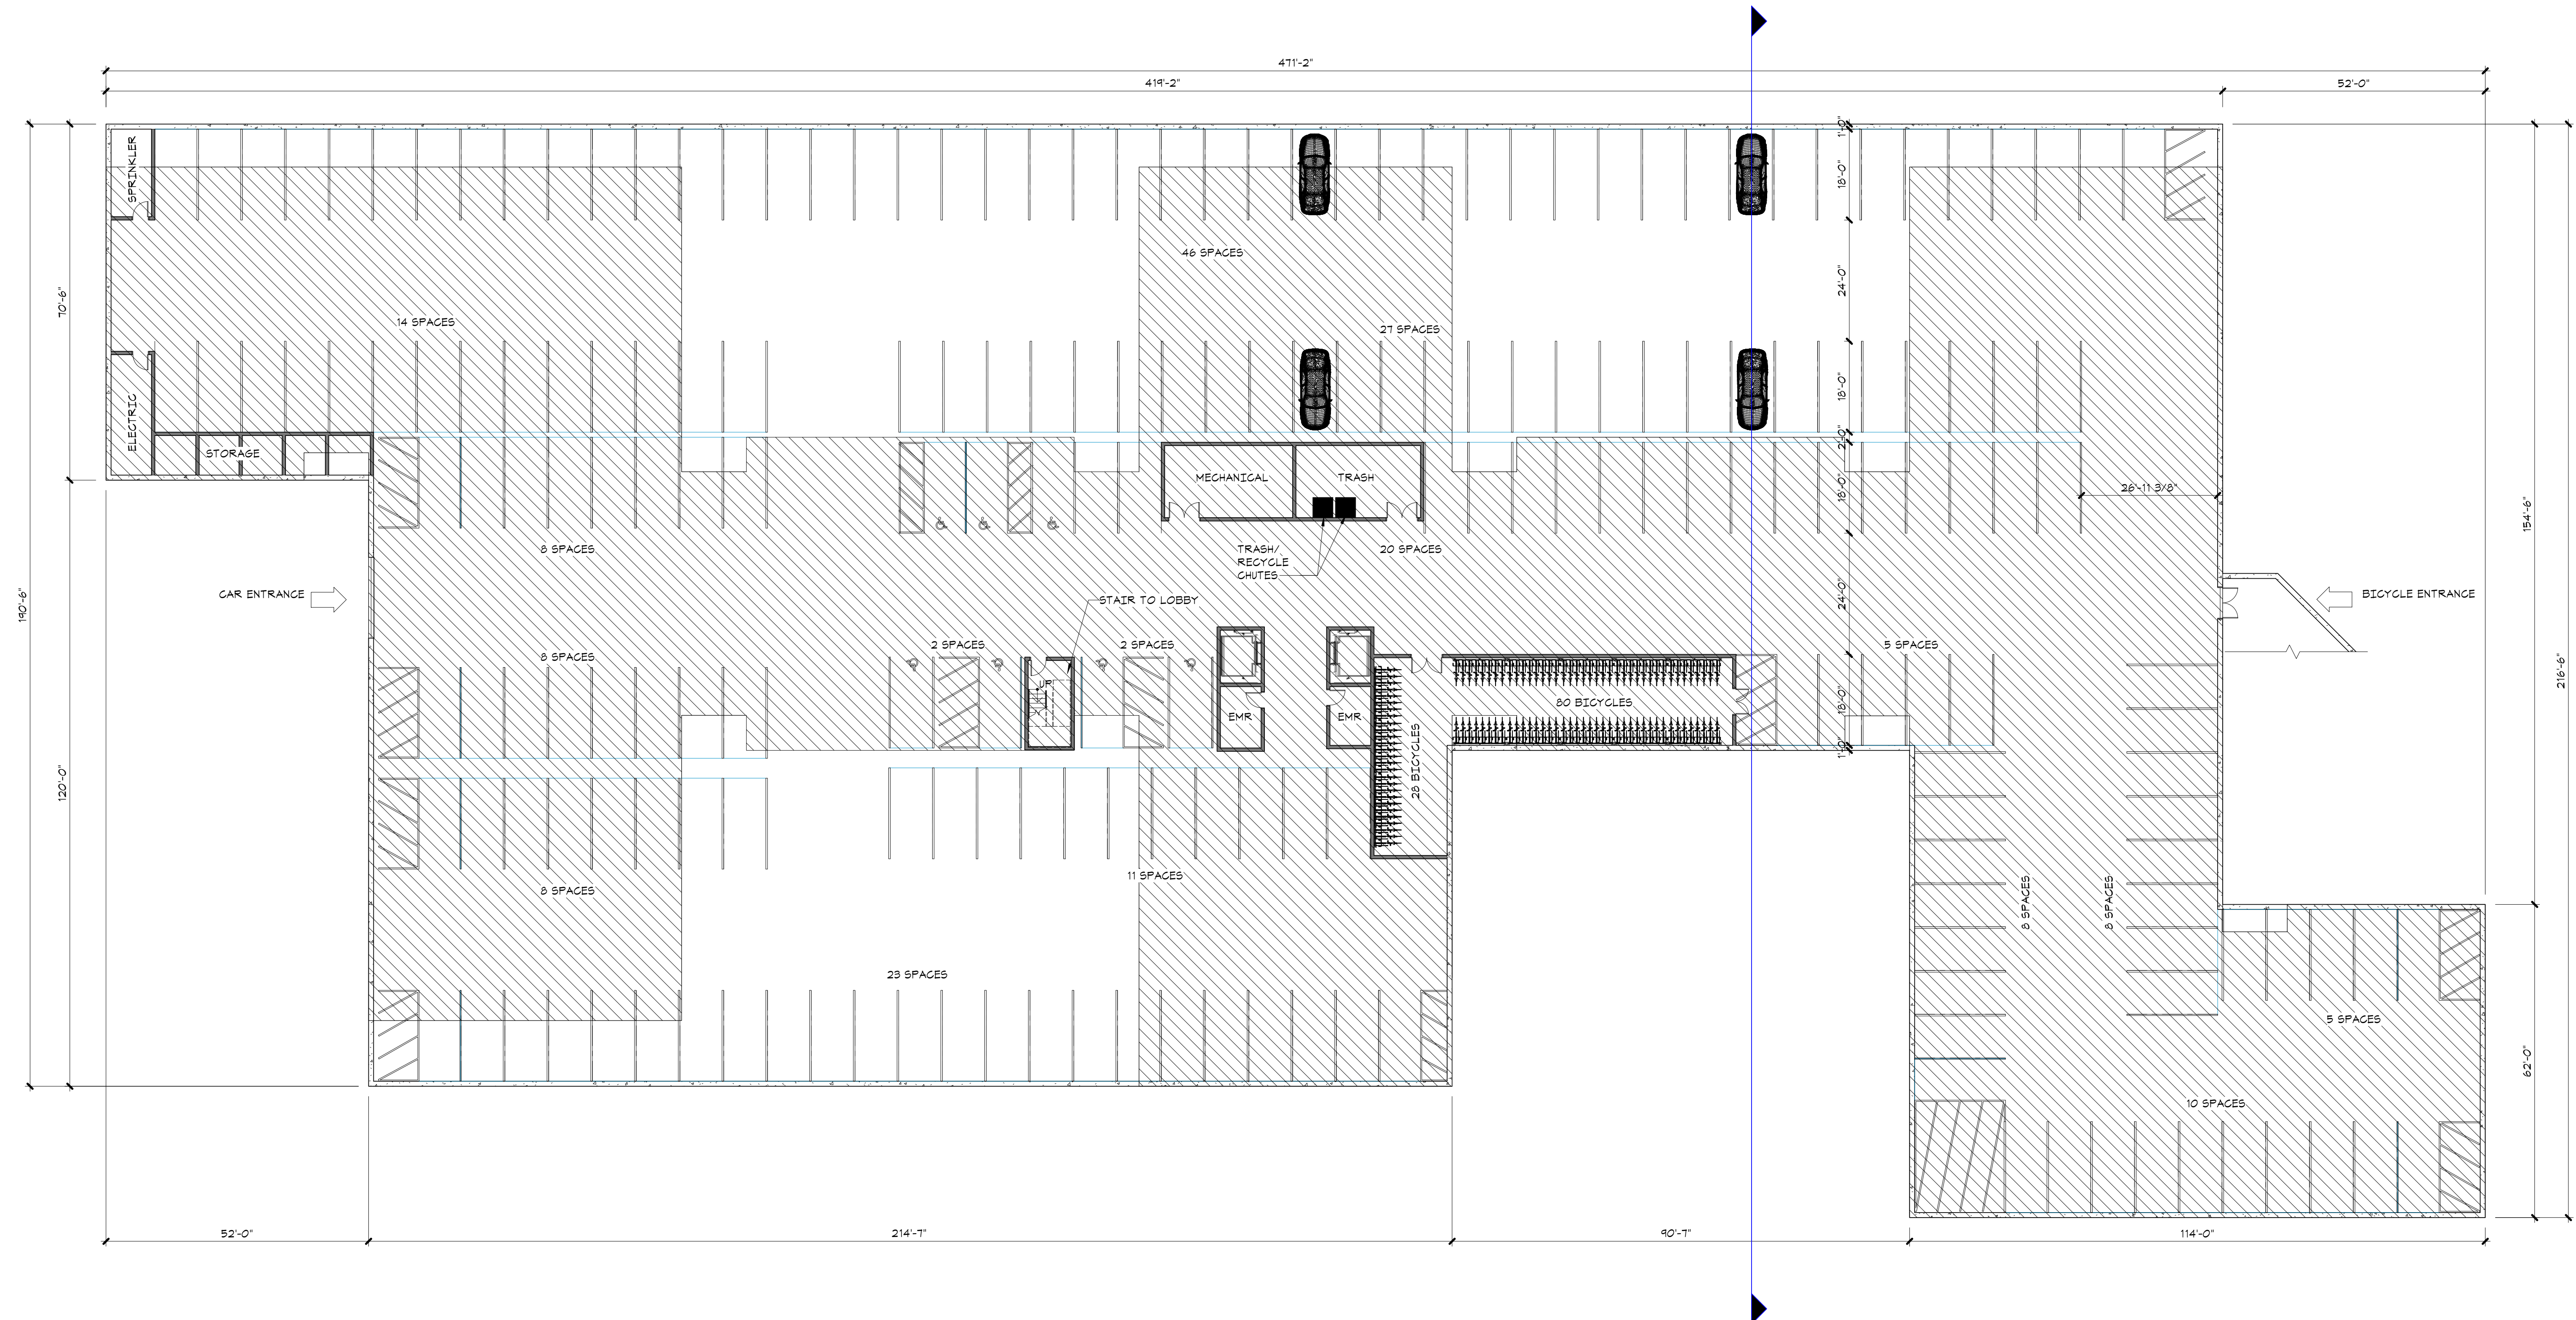 471'-2"
419'-2"
52'-0"
1'-0"
SPRINKLER
18'-0"
46 SPACES
24'-0"
70'-6"
14 SPACES
27 SPACES
18'-0"
ELECTRIC
2'-0"
STORAGE
MECHANICAL
TRASH
18'-0"
26'-11 3/8"
154'-6"
8 SPACES
TRASH/
RECYCLE
CHUTES
20 SPACES
CAR ENTRANCE
190'-6"
STAIR TO LOBBY
24'-0"
BICYCLE ENTRANCE
8 SPACES
2 SPACES
2 SPACES
5 SPACES
216'-6"
UP
EMR
EMR
80 BICYCLES
18'-0"
1'-0"
28 BICYCLES
120'-0"
8 SPACES
11 SPACES
8 SPACES
8 SPACES
23 SPACES
5 SPACES
62'-0"
10 SPACES
52'-0"
214'-7"
90'-7"
114'-0"